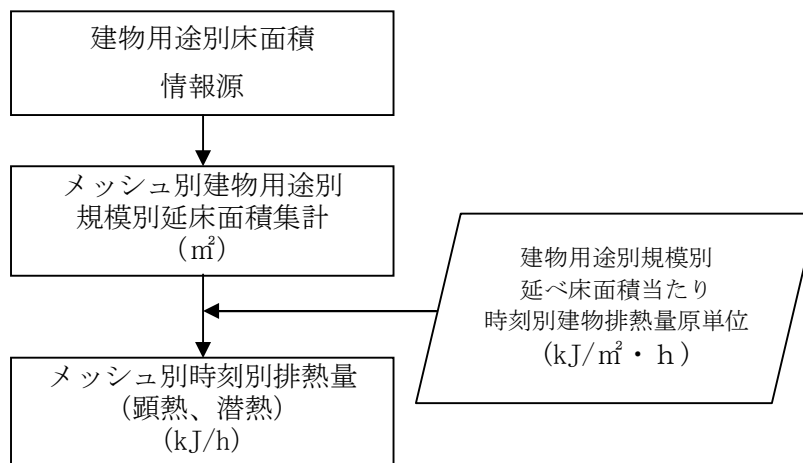 建物用途別床面積
情報源
メッシュ別建物用途別
規模別延床面積集計
(㎡)
建物用途別規模別
延べ床面積当たり
時刻別建物排熱量原単位
(kJ/㎡・ｈ)
メッシュ別時刻別排熱量
(顕熱、潜熱)
(kJ/h)